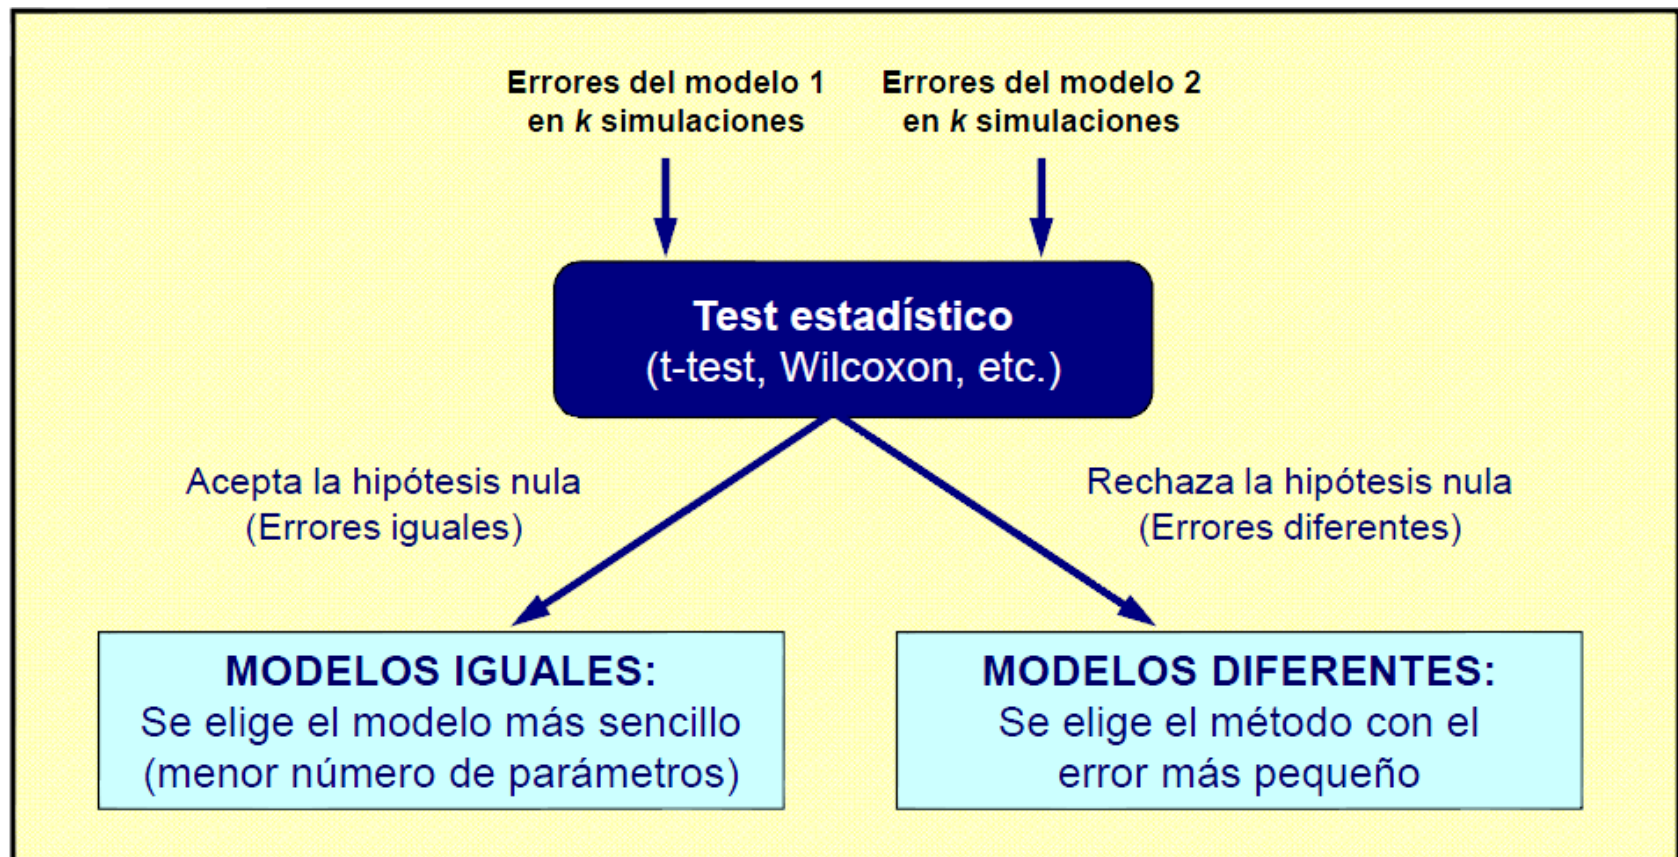 Errores del modelo 1
en k simulaciones
Errores del modelo 2
en k simulaciones
Test estadístico
(t-test, Wilcoxon, etc.)
Acepta la hipótesis nula
(Errores iguales)
Rechaza la hipótesis nula
(Errores diferentes)
MODELOS IGUALES:
Se elige el modelo más sencillo
(menor número de parámetros)
MODELOS DIFERENTES:
Se elige el método con el
error más pequeño